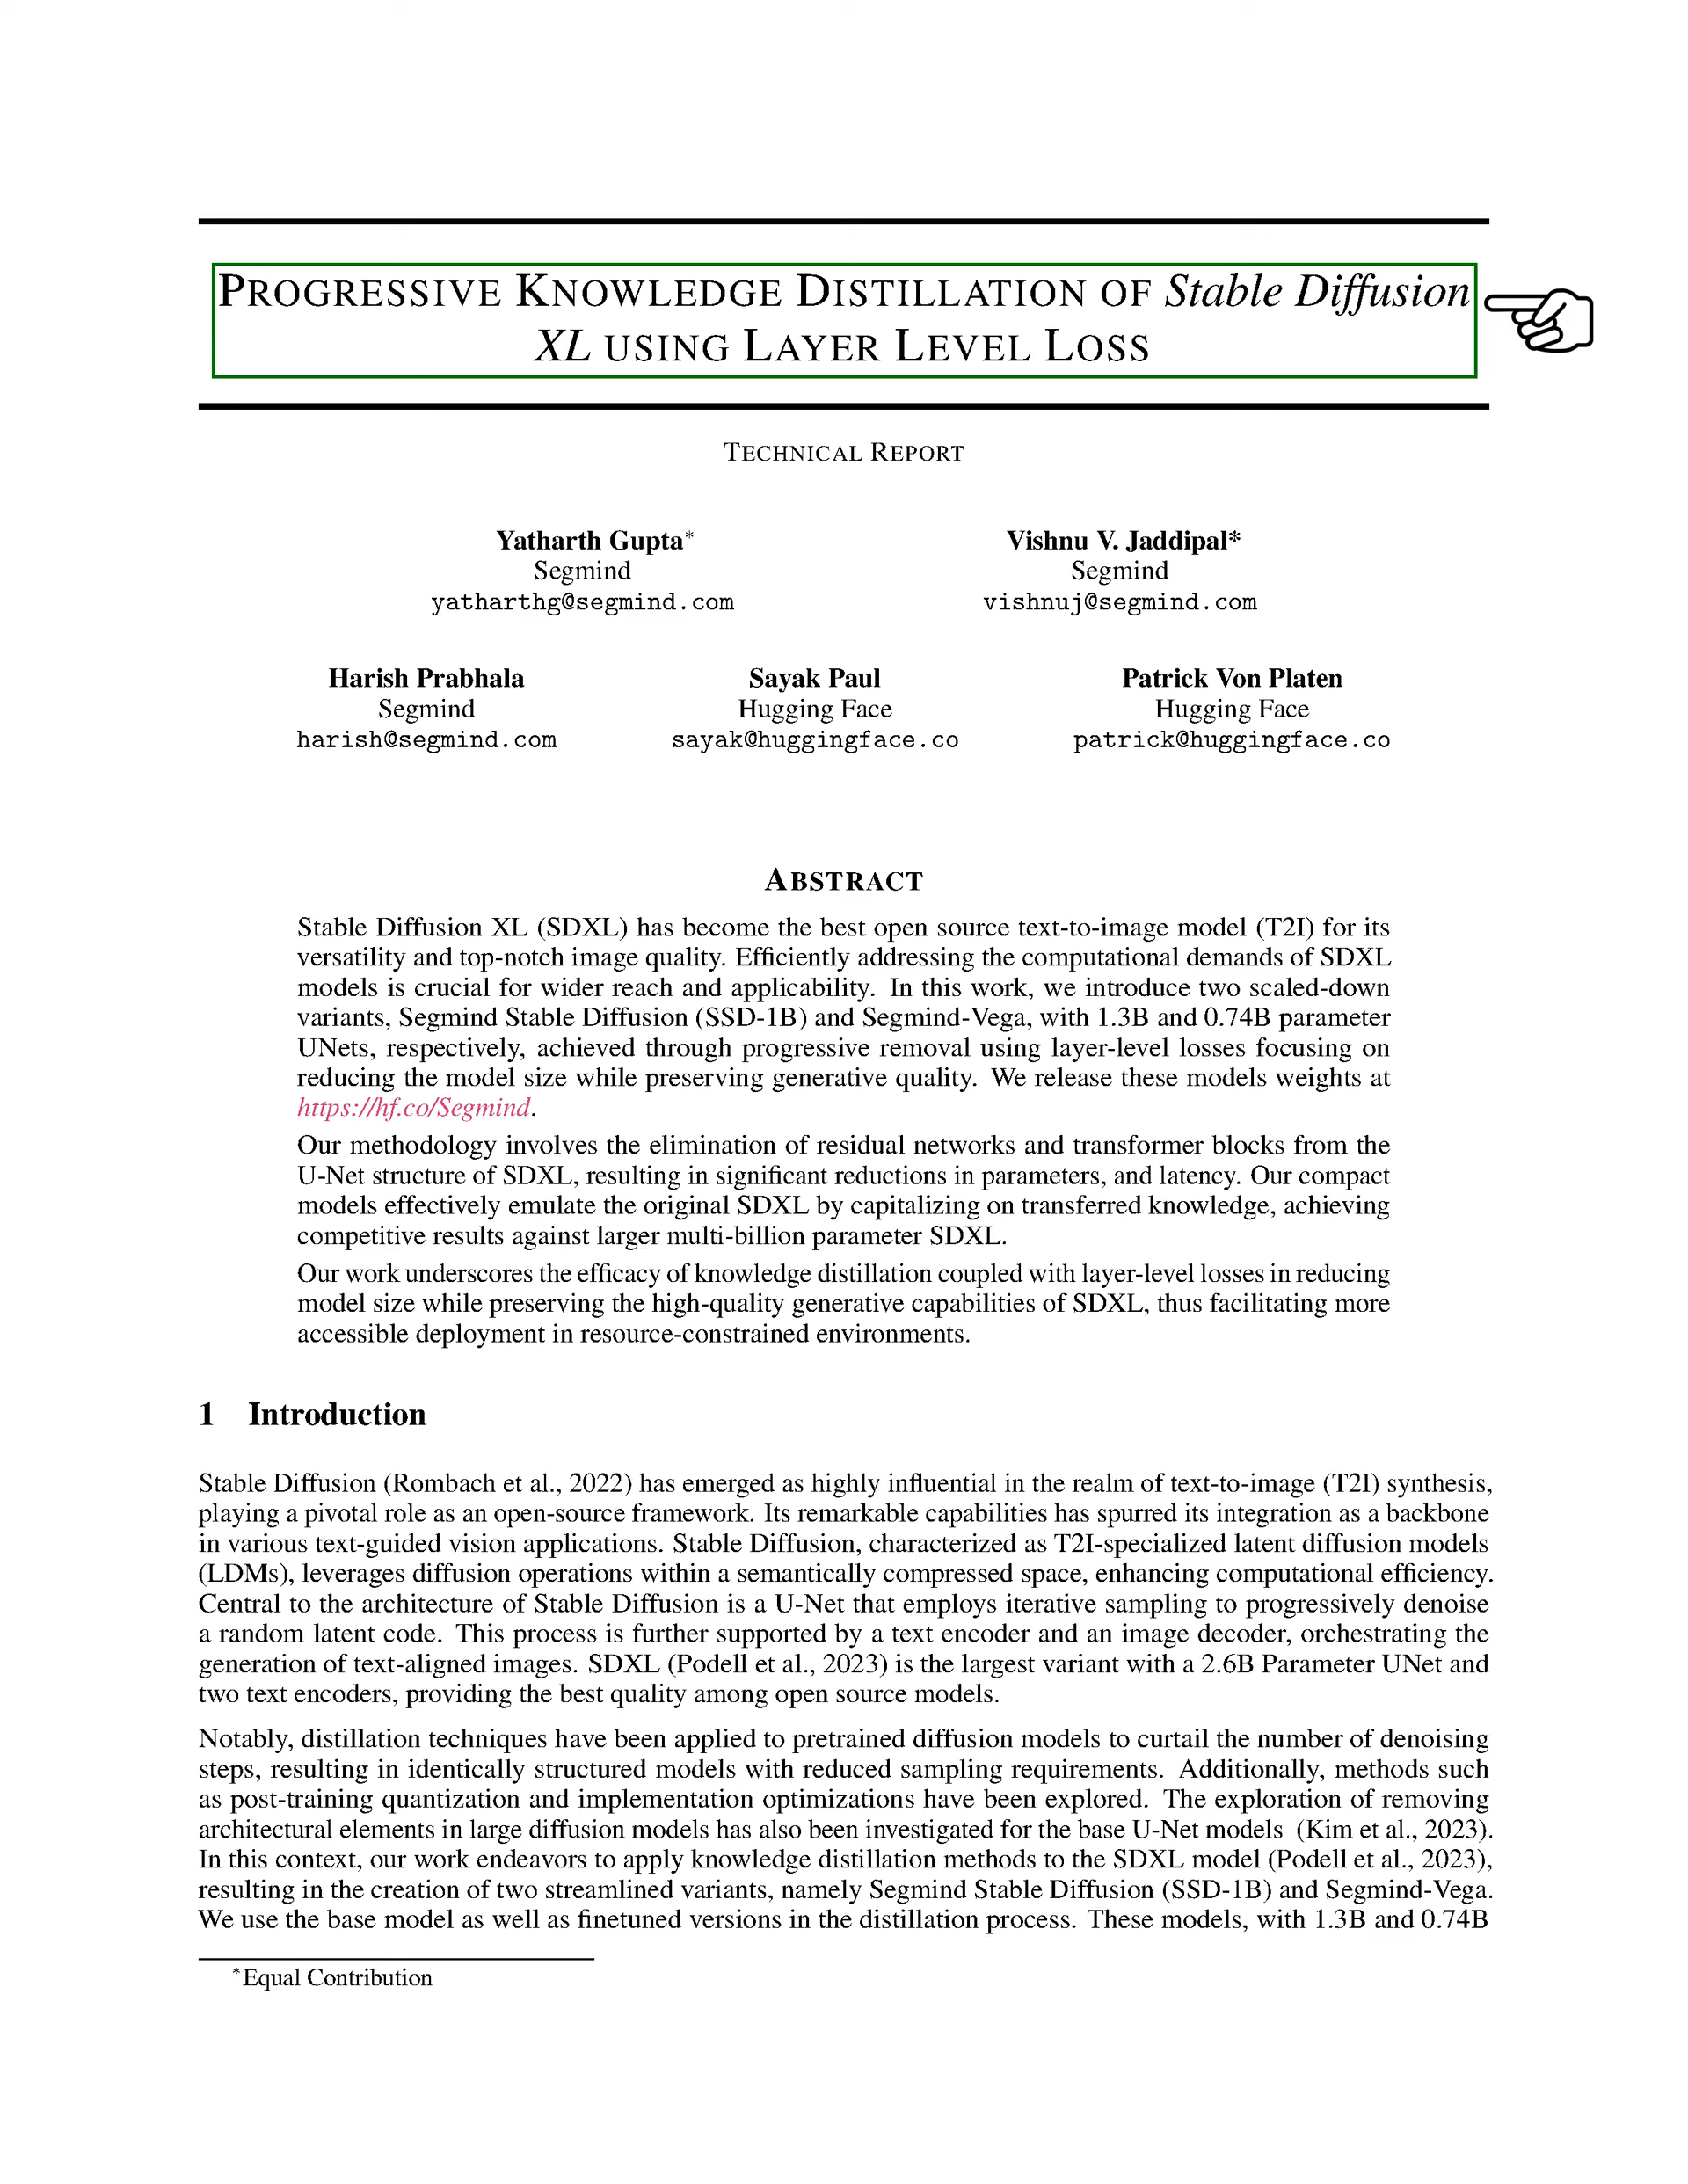 PROGRESSIVE KNOWLEDGE DISTILLATION OF Stable Diffusion
XL USING LAYER LEVEL LOSS
TECHNICAL REPORT
Yatharth Gupta*
Segmind
yatharthg@segmind.com
Vishnu V. Jaddipal*
Segmind
vishnuj@segmind.com
Harish Prabhala
Segmind
harish@segmind.com
Sayak Paul
Hugging Face
sayak@huggingface.co
Patrick Von Platen
Hugging Face
patrick@huggingface.co
ABSTRACT
Stable Diffusion XL (SDXL) has become the best open source text-to-image model (T2I) for its
versatility and top-notch image quality. Efficiently addressing the computational demands of SDXL
models is crucial for wider reach and applicability. In this work, we introduce two scaled-down
variants, Segmind Stable Diffusion (SSD-1B) and Segmind-Vega, with 1.3B and 0.74B parameter
UNets, respectively, achieved through progressive removal using layer-level losses focusing on
reducing the model size while preserving generative quality. We release these models weights at
https://hf.co/Segmind.
Our methodology involves the elimination of residual networks and transformer blocks from the
U-Net structure of SDXL, resulting in significant reductions in parameters, and latency. Our compact
models effectively emulate the original SDXL by capitalizing on transferred knowledge, achieving
competitive results against larger multi-billion parameter SDXL.
Our work underscores the efficacy of knowledge distillation coupled with layer-level losses in reducing
model size while preserving the high-quality generative capabilities of SDXL, thus facilitating more
accessible deployment in resource-constrained environments.
1 Introduction
Stable Diffusion (Rombach et al., 2022) has emerged as highly influential in the realm of text-to-image (T2I) synthesis,
playing a pivotal role as an open-source framework. Its remarkable capabilities has spurred its integration as a backbone
in various text-guided vision applications. Stable Diffusion, characterized as T2I-specialized latent diffusion models
(LDMs), leverages diffusion operations within a semantically compressed space, enhancing computational efficiency.
Central to the architecture of Stable Diffusion is a U-Net that employs iterative sampling to progressively denoise
a random latent code. This process is further supported by a text encoder and an image decoder, orchestrating the
generation of text-aligned images. SDXL (Podell et al., 2023) is the largest variant with a 2.6B Parameter UNet and
two text encoders, providing the best quality among open source models.
Notably, distillation techniques have been applied to pretrained diffusion models to curtail the number of denoising
steps, resulting in identically structured models with reduced sampling requirements. Additionally, methods such
as post-training quantization and implementation optimizations have been explored. The exploration of removing
architectural elements in large diffusion models has also been investigated for the base U-Net models (Kim et al., 2023).
In this context, our work endeavors to apply knowledge distillation methods to the SDXL model (Podell et al., 2023),
resulting in the creation of two streamlined variants, namely Segmind Stable Diffusion (SSD-1B) and Segmind-Vega.
We use the base model as well as finetuned versions in the distillation process. These models, with 1.3B and 0.74B
*Equal Contribution